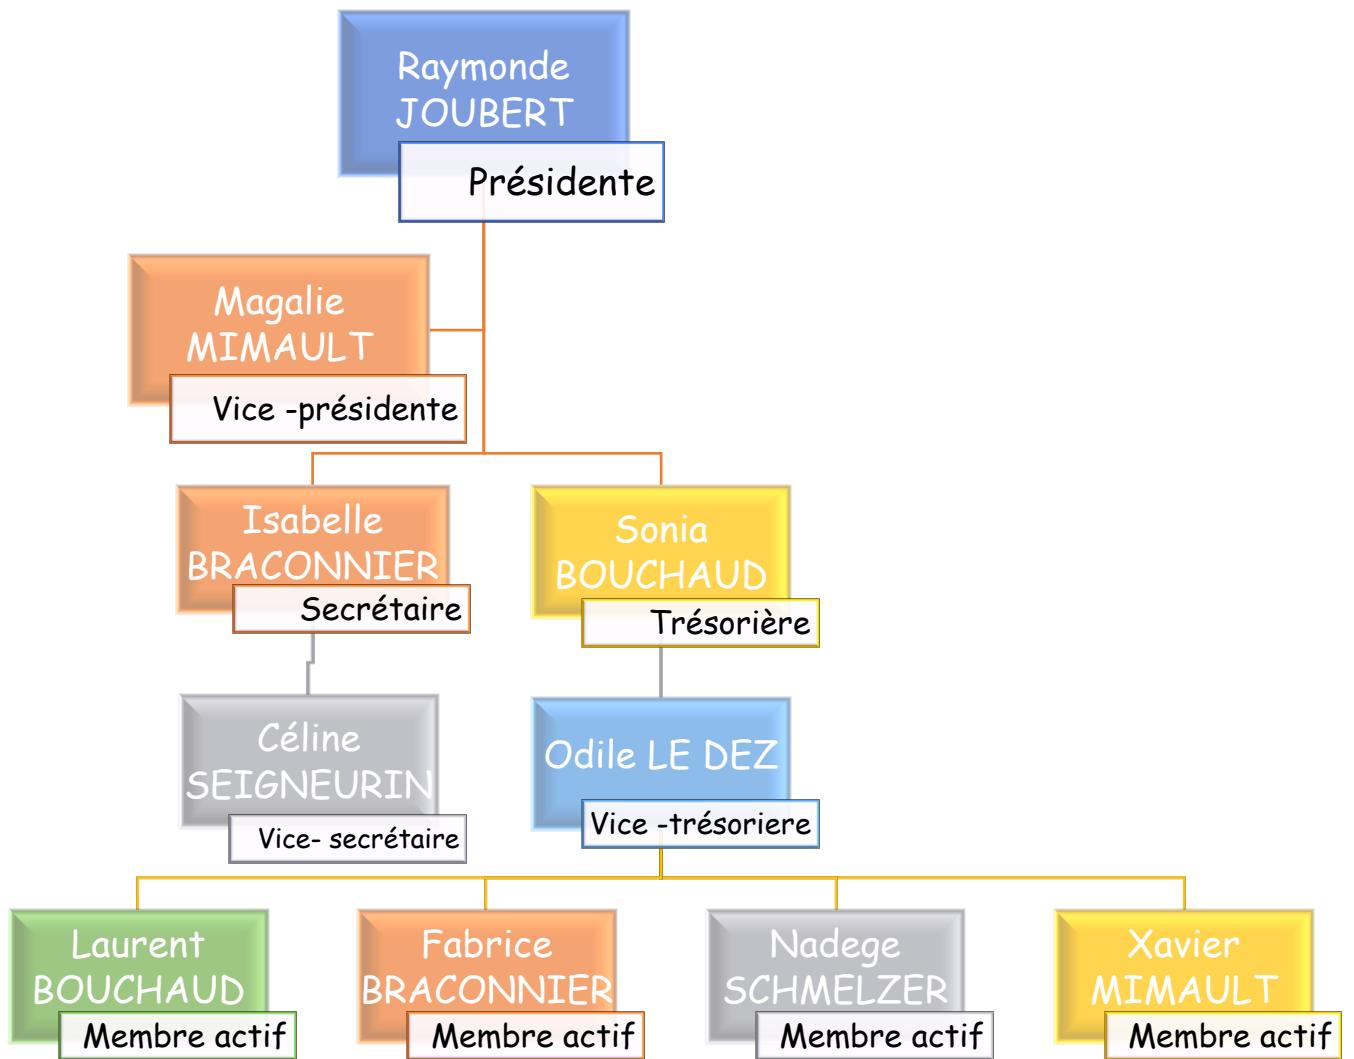 Raymonde
JOUBERT
Présidente
Magalie
MIMAULT
Vice -présidente
Isabelle
BRACONNIER
Secrétaire
Sonia
BOUCHAUD
Trésorière
Céline
SEIGNEURIN
Vice- secrétaire
Odile LE DEZ
Vice -trésoriere
Laurent
BOUCHAUD
Membre actif
Fabrice
BRACONNIER
Membre actif
Nadege
SCHMELZER
Membre actif
Xavier
MIMAULT
Membre actif